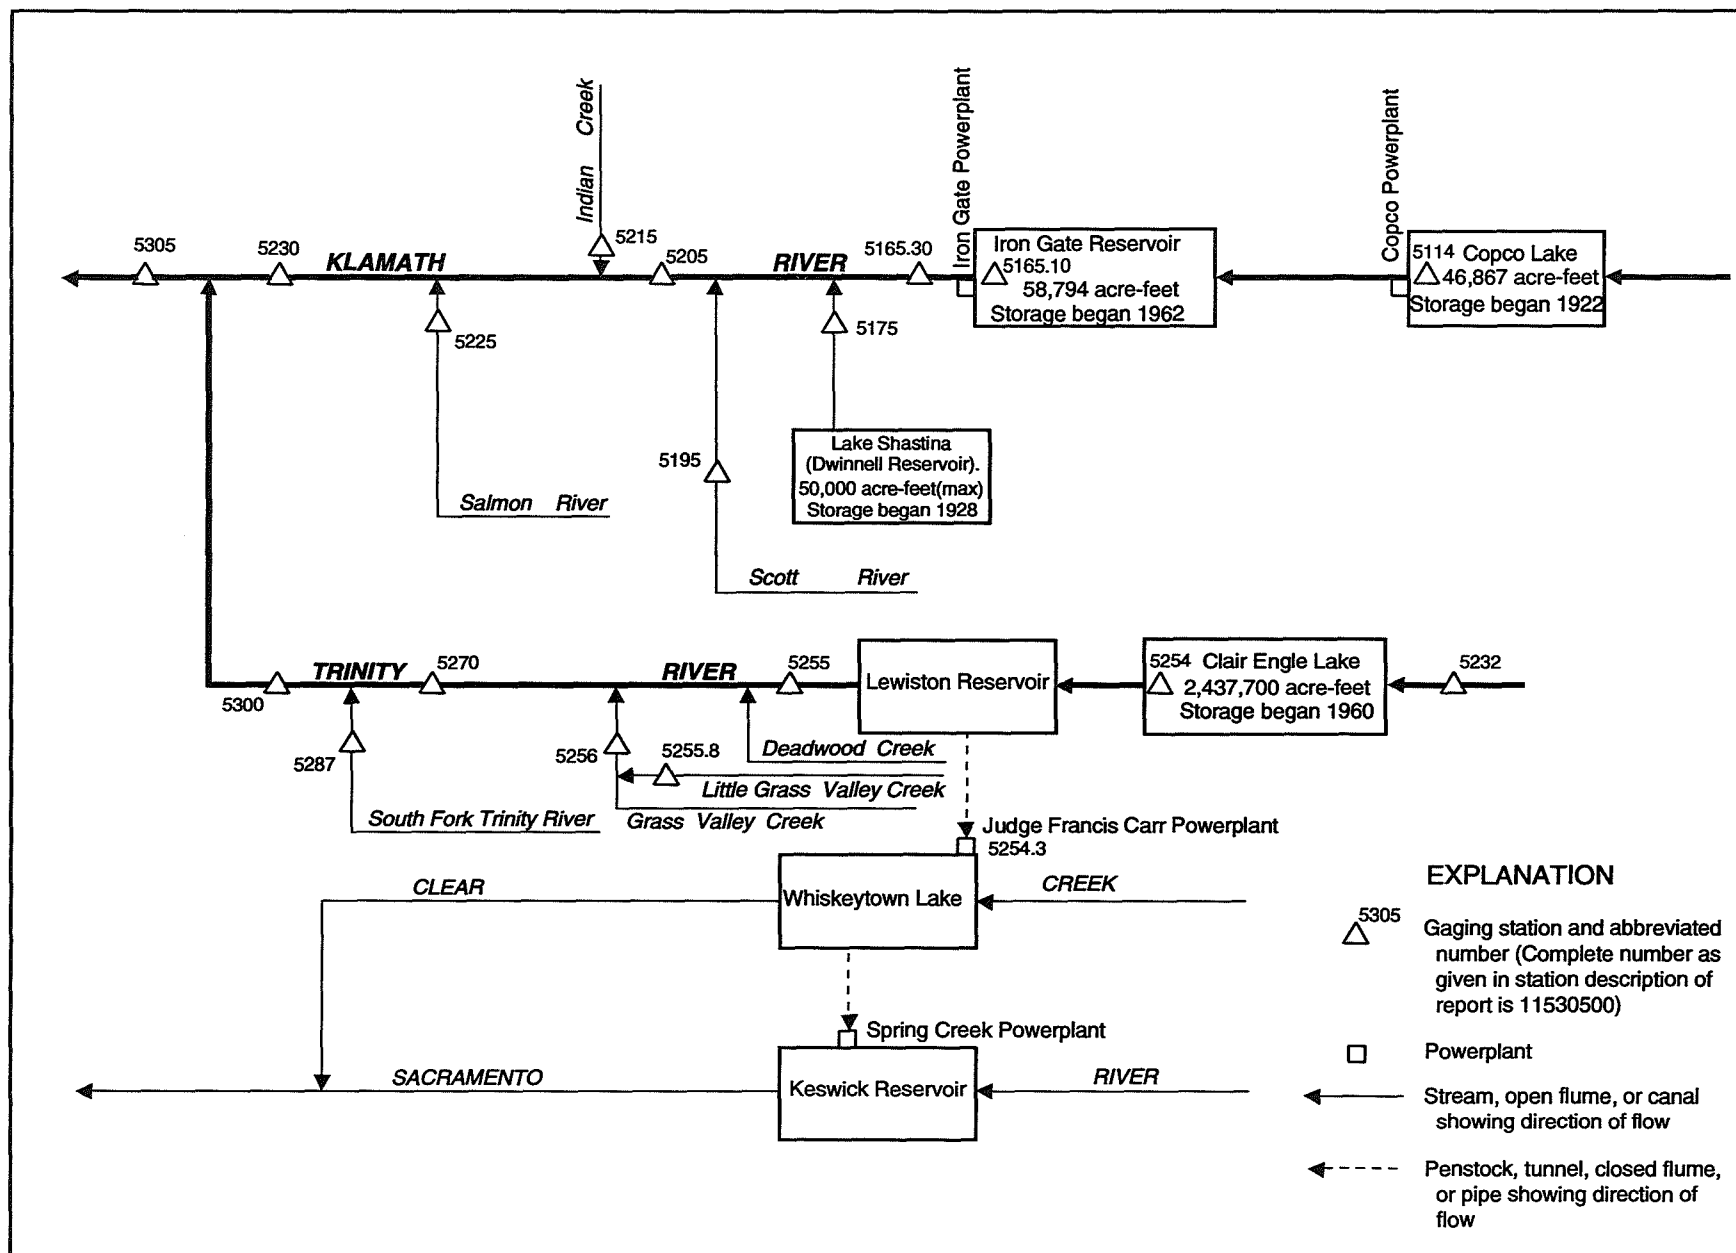 Indian Creek
Iron Gate Powerplant
Copco Powerplant
5305
5230
KLAMATH
5215
5205
RIVER
5165.30
Iron Gate Reservoir
5165.10
58,794 acre-feet
Storage began 1962
5114 Copco Lake
46,867 acre-feet
Storage began 1922
5225
5175
Lake Shastina
(Dwinnell Reservoir).
50,000 acre-feet(max)
Storage began 1928
5195
Salmon River
Scott River
5300
TRINITY
5270
RIVER
5255
Lewiston Reservoir
5254 Clair Engle Lake
2,437,700 acre-feet
Storage began 1960
5232
5287
5256
5255.8
Deadwood Creek
Little Grass Valley Creek
South Fork Trinity River
Grass Valley Creek
Judge Francis Carr Powerplant
5254.3
CLEAR
Whiskeytown Lake
CREEK
Spring Creek Powerplant
SACRAMENTO
Keswick Reservoir
RIVER
EXPLANATION
5305
Gaging station and abbreviated
number (Complete number as
given in station description of
report is 11530500)
Powerplant
Stream, open flume, or canal
showing direction of flow
Penstock, tunnel, closed flume,
or pipe showing direction of
flow